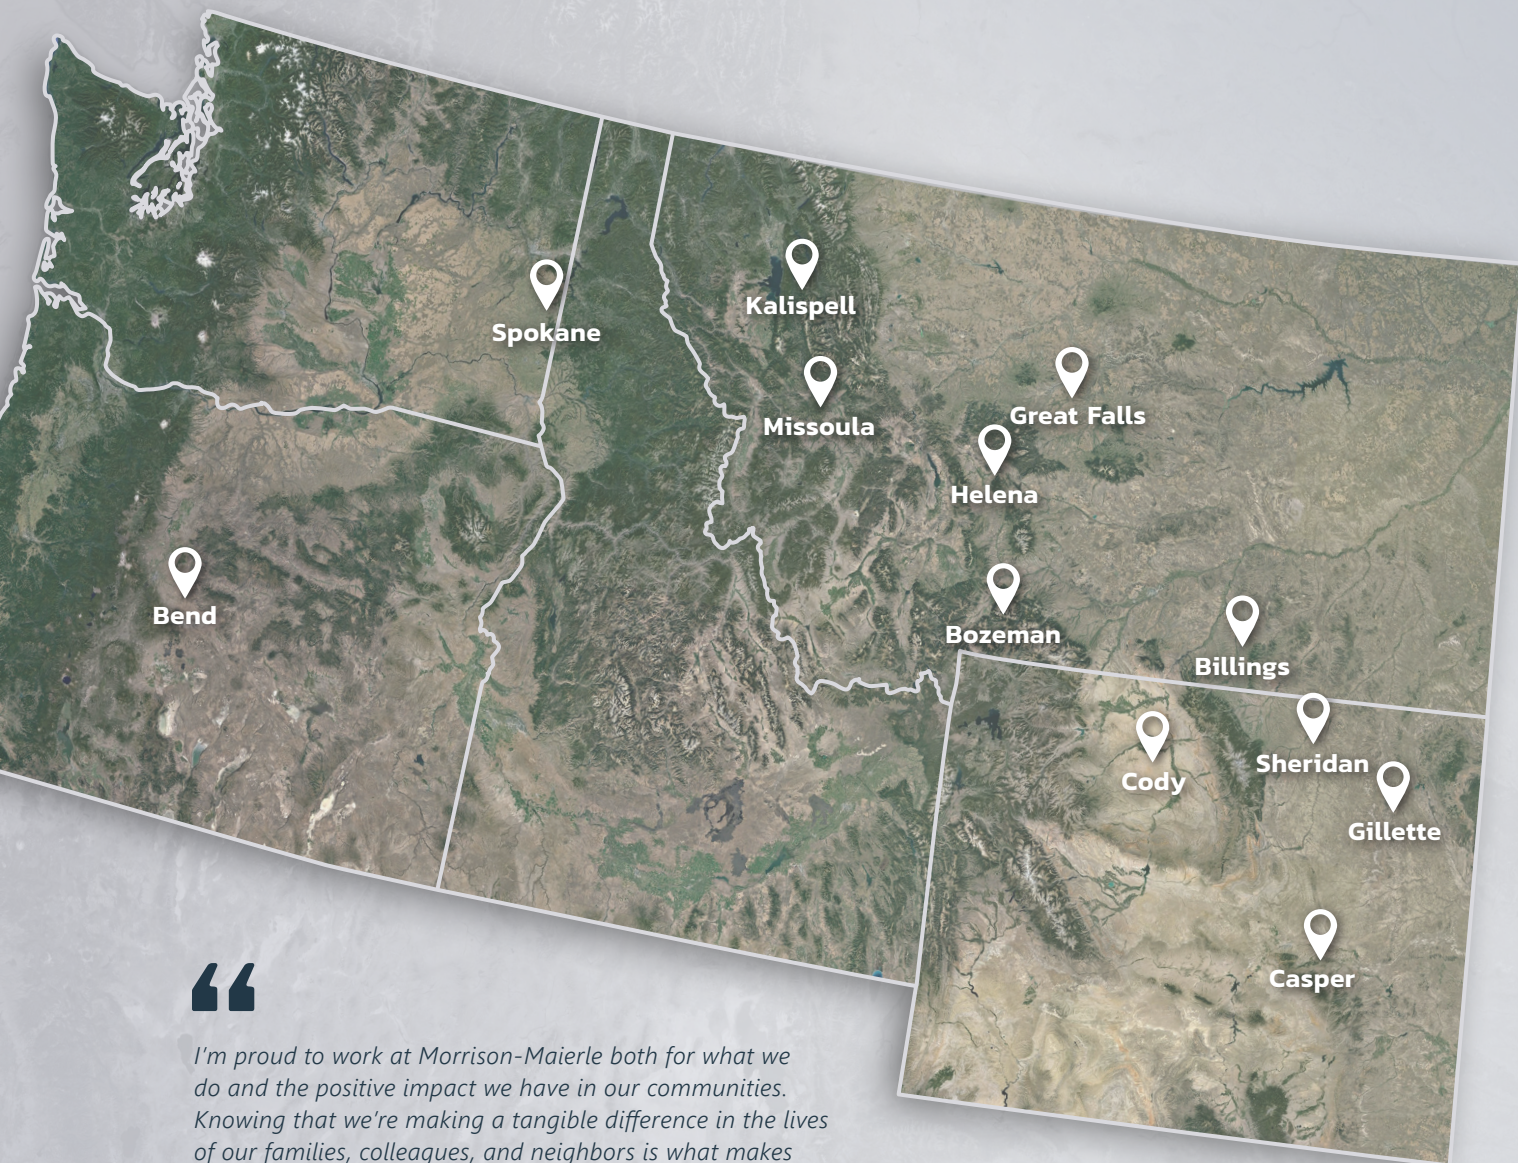 Kalispell
Spokane
Great Falls
Missoula
Helena
Bend
Bozeman
Billings
Sheridan
Cody
Gillette
Casper
“
I'm proud to work at Morrison-Maierle both for what we
do and the positive impact we have in our communities.
Knowing that we're making a tangible difference in the lives
of our families, colleagues, and neighbors is what makes